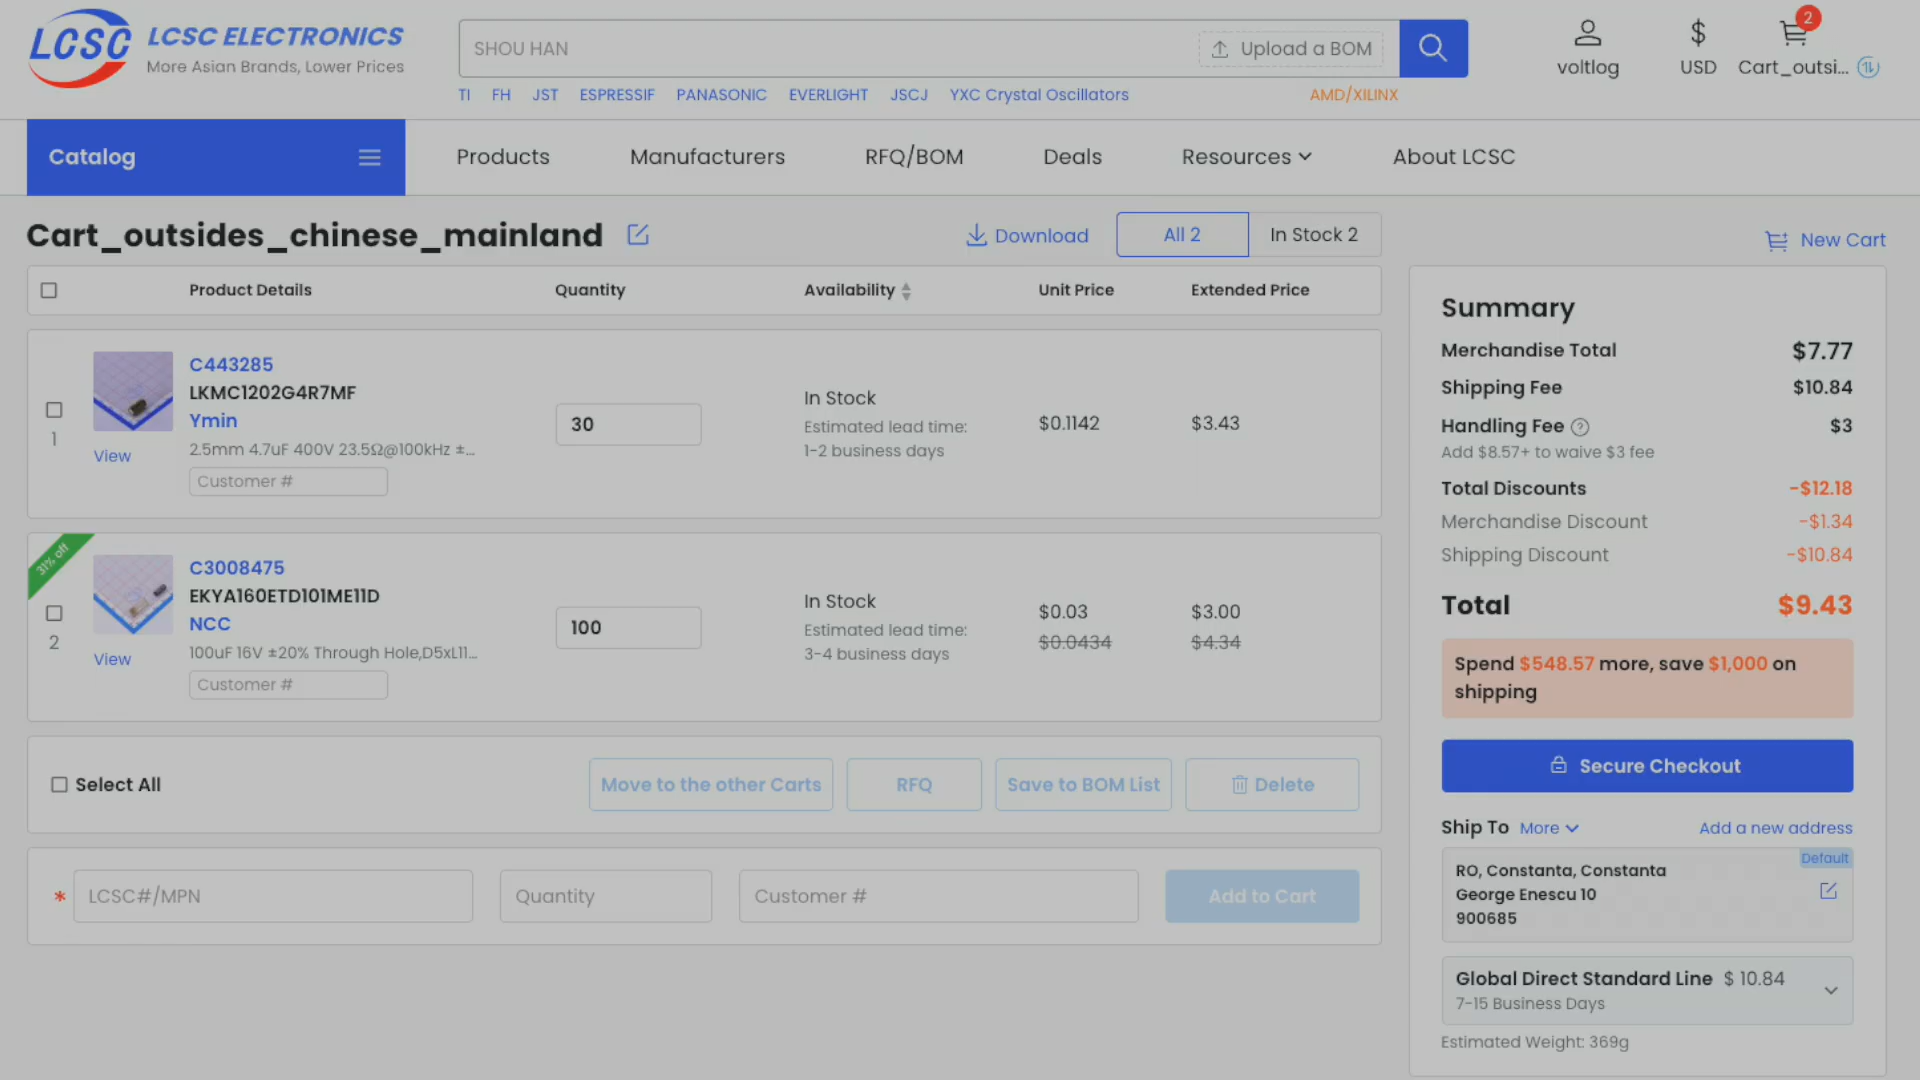 LCSC
LCSC ELECTRONICS
More Asian Brands, Lower Prices
SHOU HAN
Upload a BOM
voltlog
$
USD
2
Cart_outsi...
TI FH JST ESPRESSIF PANASONIC EVERLIGHT JSCJ YXC Crystal Oscillators AMD/XILINX
Catalog
Products Manufacturers RFQ/BOM Deals Resources About LCSC
Cart_outsides_chinese_mainland
Download
All 2
In Stock 2
New Cart
Product Details Quantity Availability Unit Price Extended Price
1
View
C443285
LKMC1202G4R7MF
Ymin
2.5mm 4.7uF 400V 23.5Ω@100kHz ±...
Customer #
30
In Stock
Estimated lead time:
1-2 business days
$0.1142
$3.43
31% off
2
View
C3008475
EKYA160ETD101ME11D
NCC
100uF 16V ±20% Through Hole,D5xL11...
Customer #
100
In Stock
Estimated lead time:
3-4 business days
$0.03
$0.0434
$3.00
$4.34
Select All
Move to the other Carts
RFQ
Save to BOM List
Delete
* LCSC#/MPN
Quantity
Customer #
Add to Cart
Summary
Merchandise Total $7.77
Shipping Fee $10.84
Handling Fee ? $3
Add $8.57+ to waive $3 fee
Total Discounts -$12.18
Merchandise Discount -$1.34
Shipping Discount -$10.84
Total $9.43
Spend $548.57 more, save $1,000 on
shipping
Secure Checkout
Ship To More Add a new address
Default
RO, Constanta, Constanta
George Enescu 10
900685
Global Direct Standard Line $ 10.84
7-15 Business Days
Estimated Weight: 369g